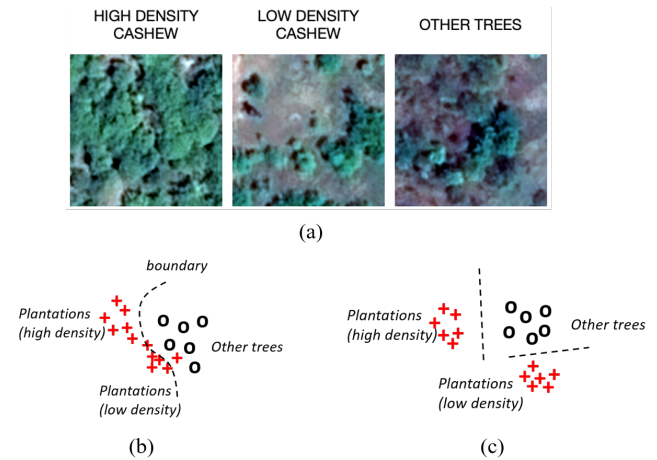 HIGH DENSITY
CASHEW
LOW DENSITY
CASHEW
OTHER TREES
(a)
boundary
Plantations
(high density)
Other trees
Plantations
(low density)
(b)
Plantations
(high density)
Other trees
Plantations
(low density)
(c)